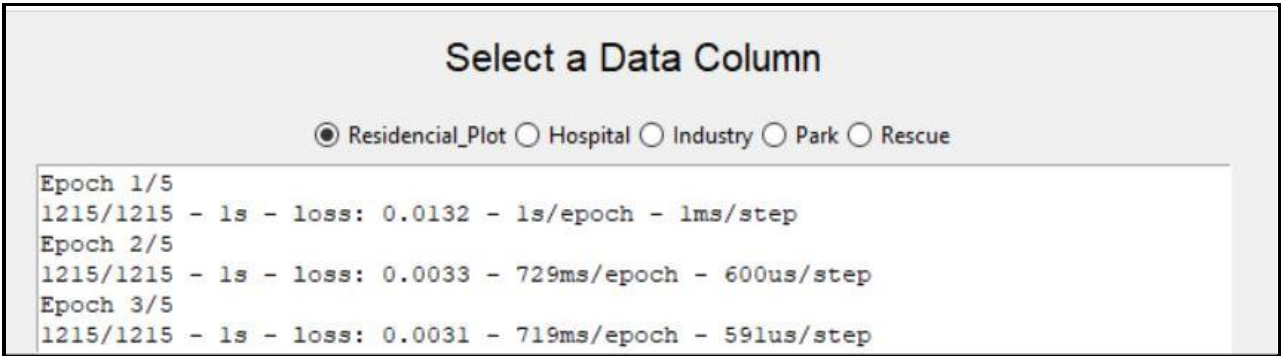 Select a Data Column
Residencial_Plot Hospital Industry Park Rescue
Epoch 1/5
1215/1215 - 1s - loss: 0.0132 - 1s/epoch - 1ms/step
Epoch 2/5
1215/1215 - 1s - loss: 0.0033 - 729ms/epoch - 600us/step
Epoch 3/5
1215/1215 - 1s - loss: 0.0031 - 719ms/epoch - 591us/step